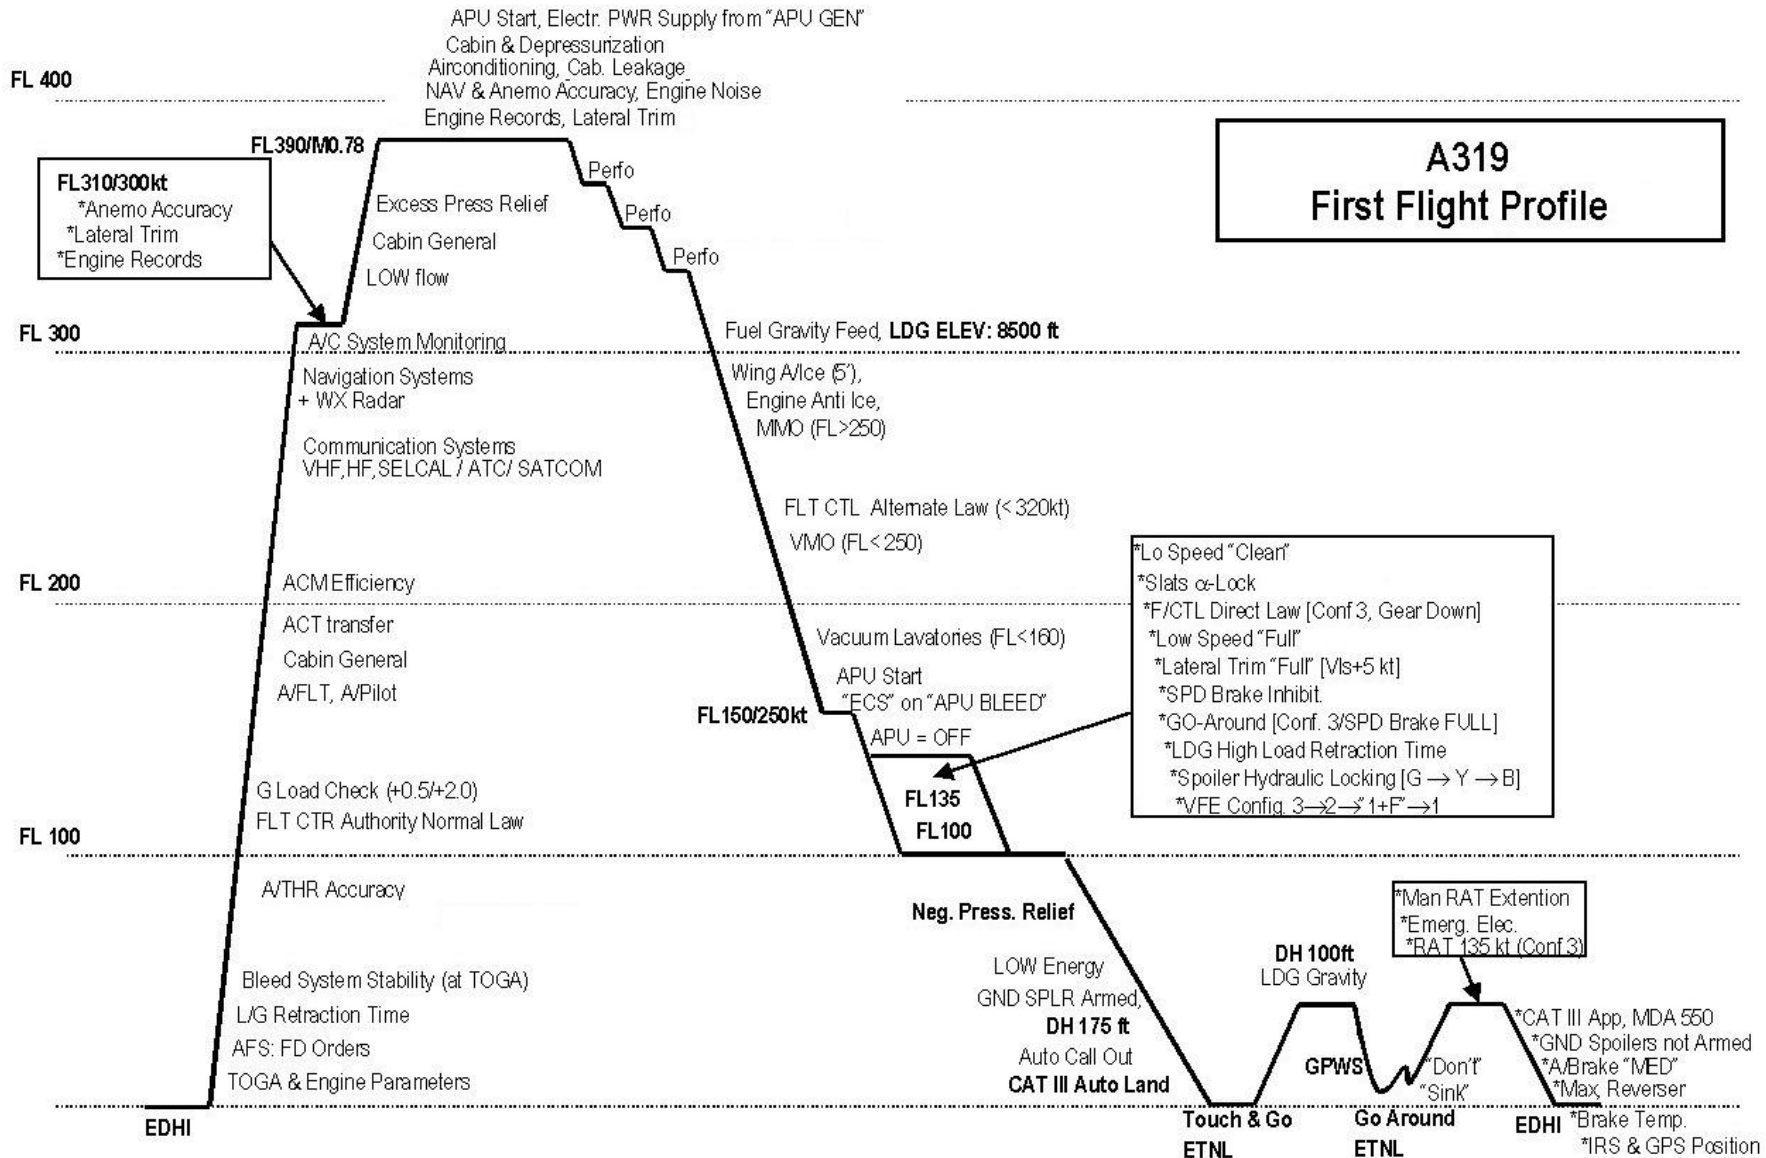 APU Start, Electr. PWR Supply from “APU GEN”
Cabin & Depressurization
Airconditioning, Cab. Leakage
NAV & Anemo Accuracy, Engine Noise
Engine Records, Lateral Trim
FL 400
A319
First Flight Profile
FL390/M0.78
FL310/300kt
*Anemo Accuracy
*Lateral Trim
*Engine Records
Perfo
Perfo
Perfo
Excess Press Relief
Cabin General
LOW flow
FL 300
A/C System Monitoring
Navigation Systems
+ WX Radar
Communication Systems
VHF,HF,SELCAL / ATC/ SATCOM
Fuel Gravity Feed, LDG ELEV: 8500 ft
Wing A/Ice (5'),
Engine Anti Ice,
MMO (FL>250)
FLT CTL Alternate Law (<320kt)
VMO (FL<250)
FL 200
ACM Efficiency
ACT transfer
Cabin General
A/FLT, A/Pilot
Vacuum Lavatories (FL<160)
APU Start
“ECS” on “APU BLEED”
FL150/250kt
APU = OFF
FL135
FL100
*Lo Speed “Clean”
*Slats α-Lock
*F/CTL Direct Law [Conf 3, Gear Down]
*Low Speed “Full”
*Lateral Trim “Full” [Vls+5 kt]
*SPD Brake Inhibit.
*GO-Around [Conf. 3/SPD Brake FULL]
*LDG High Load Retraction Time
*Spoiler Hydraulic Locking [G → Y → B]
*VFE Config. 3→2→“1+F”→1
G Load Check (+0.5/+2.0)
FLT CTR Authority Normal Law
FL 100
A/THR Accuracy
Bleed System Stability (at TOGA)
L/G Retraction Time
AFS: FD Orders
TOGA & Engine Parameters
EDHI
Neg. Press. Relief
LOW Energy
GND SPLR Armed,
DH 175 ft
Auto Call Out
CAT III Auto Land
Touch & Go
ETNL
DH 100ft
LDG Gravity
GPWS
“Don't”
“Sink”
Go Around
ETNL
*Man RAT Extention
*Emerg. Elec.
*RAT 135 kt (Conf.3)
*CAT III App, MDA 550
*GND Spoilers not Armed
*A/Brake “MED”
*Max, Reverser
EDHI
*Brake Temp.
*IRS & GPS Position